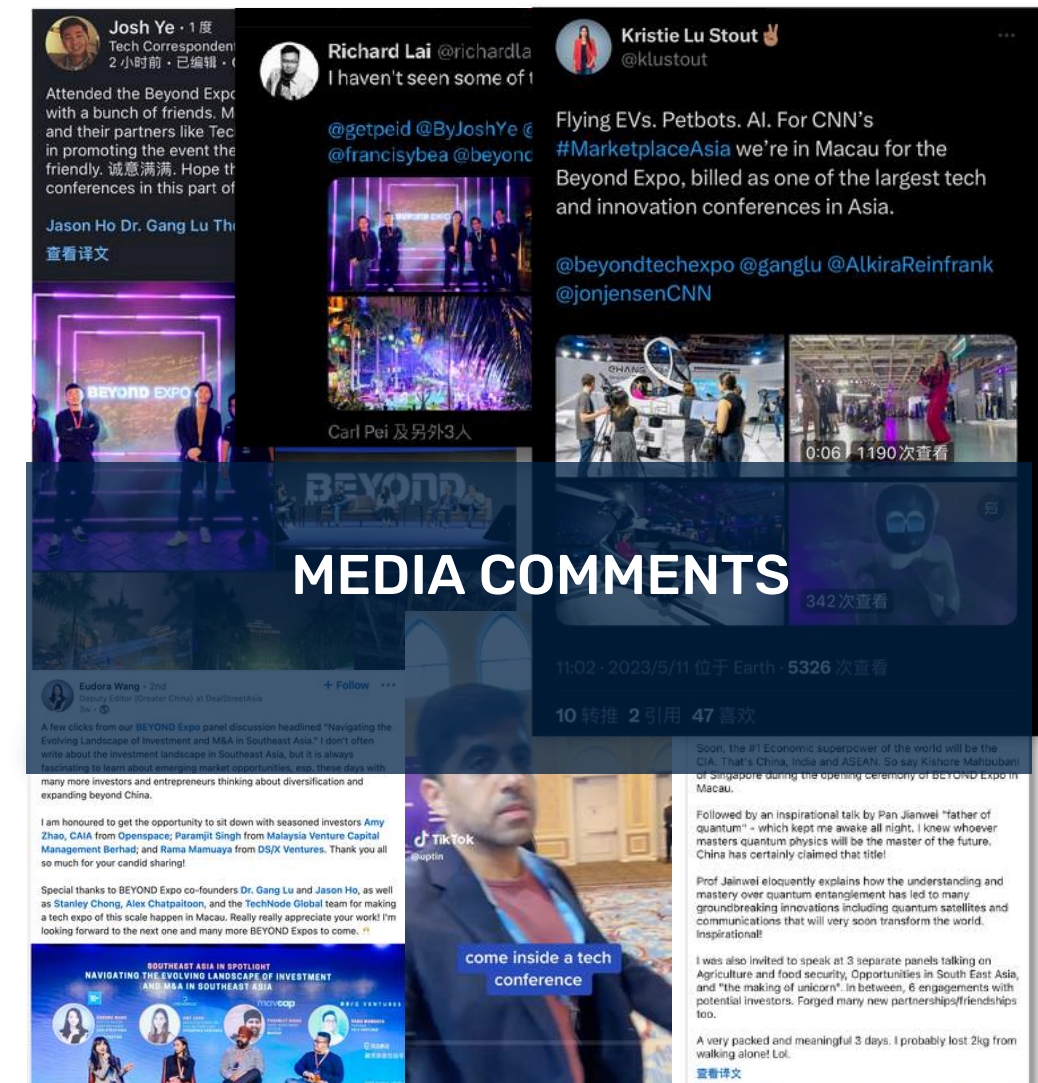 Josh Ye · 1 度
Tech Correspondent
2 小时前 · 已编辑 ·
Attended the Beyond Expo
with a bunch of friends. M
and their partners like Tec
in promoting the event the
friendly. 诚意满满. Hope th
conferences in this part of
Jason Ho Dr. Gang Lu The
查看译文
BEYOND EXPO
Richard Lai @richardla
I haven't seen some of t
@getpeid @ByJoshYe @
@francisybea @beyond
BEYOND EXPO
Carl Pei 及另外3人
BEYOND
Kristie Lu Stout
@klustout
Flying EVs. Petbots. AI. For CNN's
#MarketplaceAsia we're in Macau for the
Beyond Expo, billed as one of the largest tech
and innovation conferences in Asia.
@beyondtechexpo @ganglu @AlkiraReinfrank
@jonjensenCNN
EHANG
0:06
1190次查看
342次查看
11:02 · 2023/5/11 位于 Earth · 5326 次查看
10 转推 2 引用 47 喜欢
MEDIA COMMENTS
Eudora Wang · 2nd
+ Follow
Deputy Editor (Greater China) at DealStreetAsia
3w ·
A few clicks from our BEYOND Expo panel discussion headlined "Navigating the
Evolving Landscape of Investment and M&A in Southeast Asia." I don't often
write about the investment landscape in Southeast Asia, but it is always
fascinating to learn about emerging market opportunities, esp. these days with
many more investors and entrepreneurs thinking about diversification and
expanding beyond China.
I am honoured to get the opportunity to sit down with seasoned investors Amy
Zhao, CAIA from Openspace; Paramjit Singh from Malaysia Venture Capital
Management Berhad; and Rama Mamuaya from DS/X Ventures. Thank you all
so much for your candid sharing!
Special thanks to BEYOND Expo co-founders Dr. Gang Lu and Jason Ho, as well
as Stanley Chong, Alex Chatpaitoon, and the TechNode Global team for making
a tech expo of this scale happen in Macau. Really really appreciate your work! I'm
looking forward to the next one and many more BEYOND Expos to come.
SOUTHEAST ASIA IN SPOTLIGHT
NAVIGATING THE EVOLVING LANDSCAPE OF INVESTMENT
AND M&A IN SOUTHEAST ASIA
movcap
DS/X VENTURES
TikTok
@uptin
come inside a tech
conference
Soon, the #1 Economic superpower of the world will be the
CIA. That's China, India and ASEAN. So say Kishore Mahbubani
of Singapore during the opening ceremony of BEYOND Expo in
Macau.
Followed by an inspirational talk by Pan Jianwei "father of
quantum" - which kept me awake all night. I knew whoever
masters quantum physics will be the master of the future.
China has certainly claimed that title!
Prof Jainwei eloquently explains how the understanding and
mastery over quantum entanglement has led to many
groundbreaking innovations including quantum satellites and
communications that will very soon transform the world.
Inspirational!
I was also invited to speak at 3 separate panels talking on
Agriculture and food security, Opportunities in South East Asia,
and "the making of unicorn". In between, 6 engagements with
potential investors. Forged many new partnerships/friendships
too.
A very packed and meaningful 3 days. I probably lost 2kg from
walking alone! Lol.
查看译文